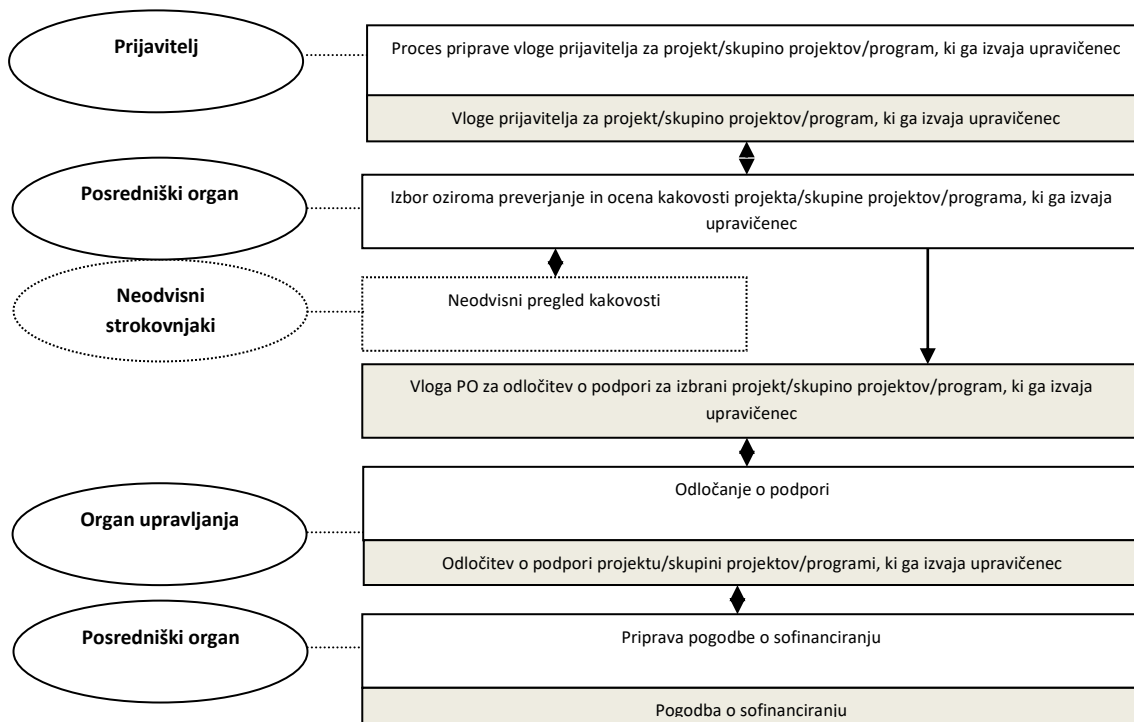 Prijavitelj
Proces priprave vloge prijavitelja za projekt/skupino projektov/program, ki ga izvaja upravičenec
Vloge prijavitelja za projekt/skupino projektov/program, ki ga izvaja upravičenec
Posredniški organ
Izbor oziroma preverjanje in ocena kakovosti projekta/skupine projektov/programa, ki ga izvaja
upravičenec
Neodvisni
strokovnjaki
Neodvisni pregled kakovosti
Vloga PO za odločitev o podpori za izbrani projekt/skupino projektov/program, ki ga izvaja
upravičenec
Organ upravljanja
Odločanje o podpori
Odločitev o podpori projektu/skupini projektov/programi, ki ga izvaja upravičenec
Posredniški organ
Priprava pogodbe o sofinanciranju
Pogodba o sofinanciranju